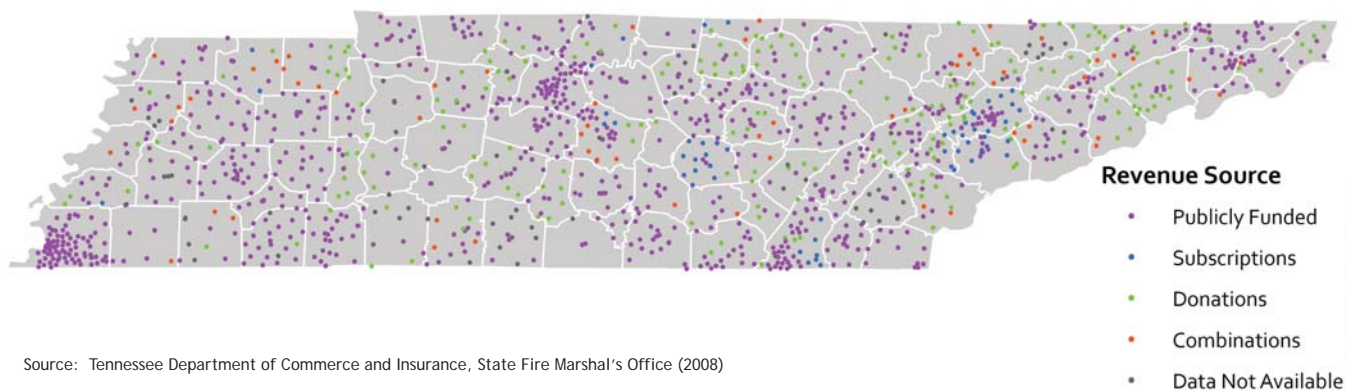 Revenue Source
Publicly Funded
Subscriptions
Donations
Combinations
Data Not Available
Source: Tennessee Department of Commerce and Insurance, State Fire Marshal's Office (2008)